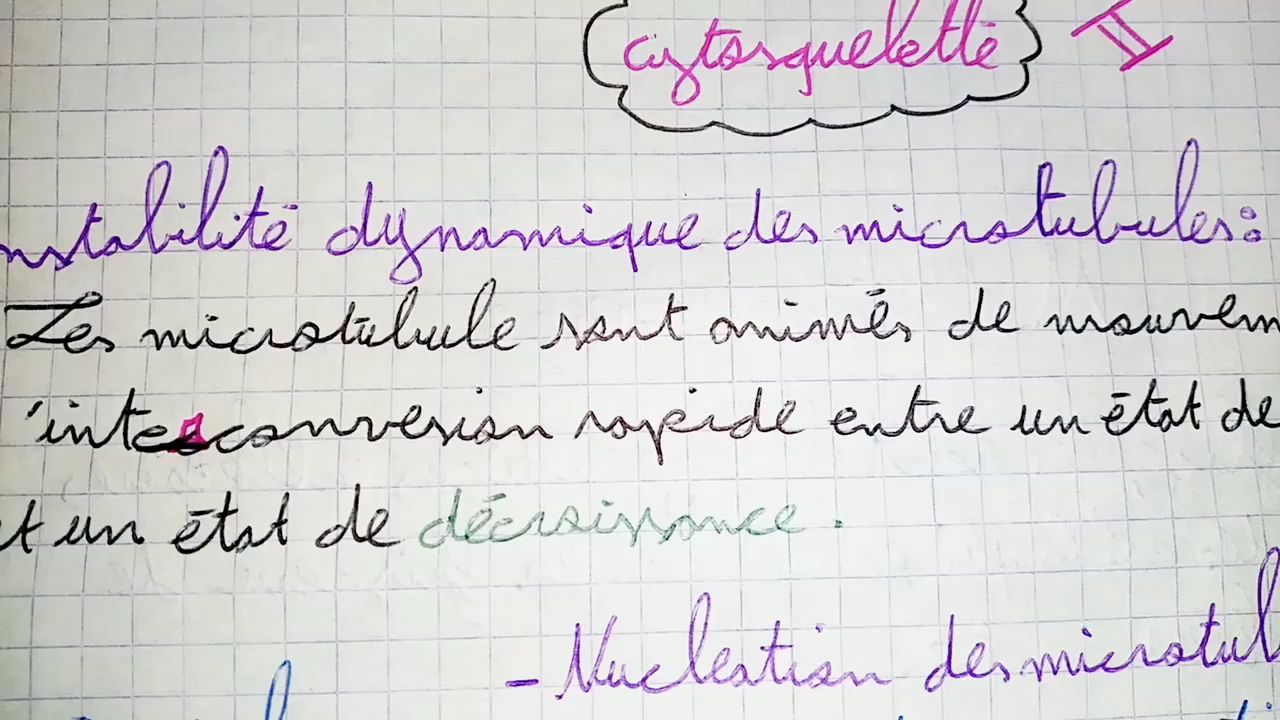 cytosquelette II
nstabilité dynamique des microtubules:
Les microtubule sont animés de mouvem
'interconversion rapide entre un état de
t un état de décroissance.
- Nucleation des microtub